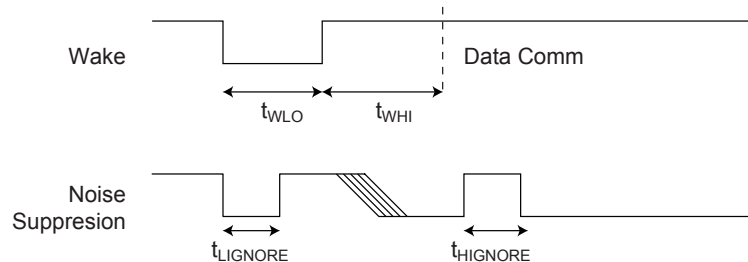 Wake
Data Comm
tWLO
tWHI
Noise
Suppresion
tLIGNORE
tHIGNORE